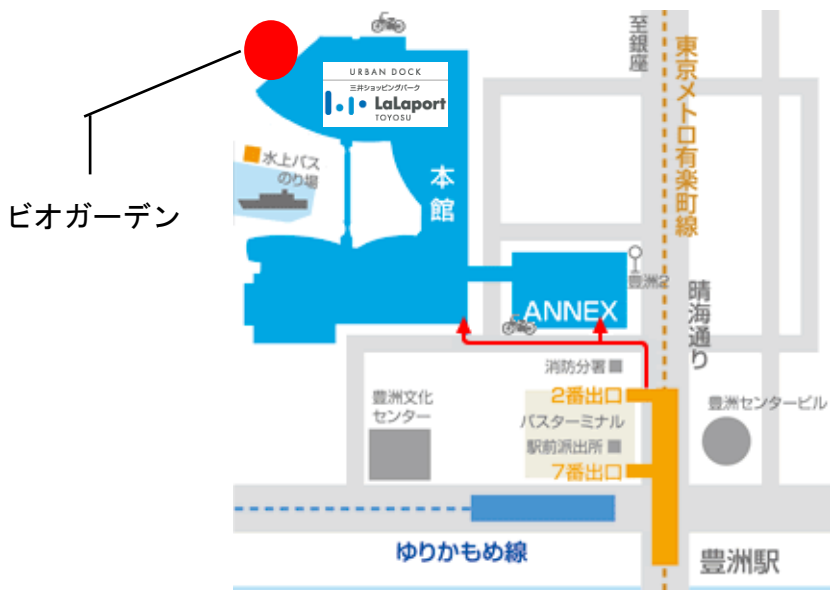 URBAN DOCK
三井ショッピングパーク
LaLaport
TOYOSU
至銀座
東京メトロ有楽町線
水上バス
のり場
本館
ビオガーデン
豊洲2
ANNEX
晴海通り
消防分署
2番出口
豊洲文化
センター
バスターミナル
豊洲センタービル
駅前派出所
7番出口
ゆりかもめ線
豊洲駅